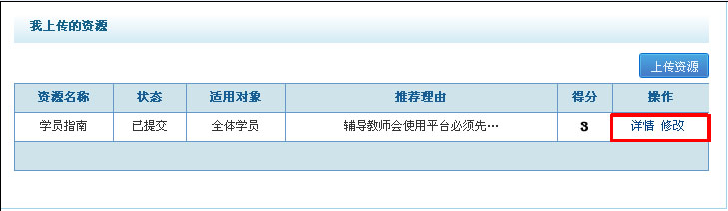 我上传的资源
上传资源
资源名称 状态 适用对象 推荐理由 得分 操作
学员指南 已提交 全体学员 辅导教师会使用平台必须先… 3 详情 修改